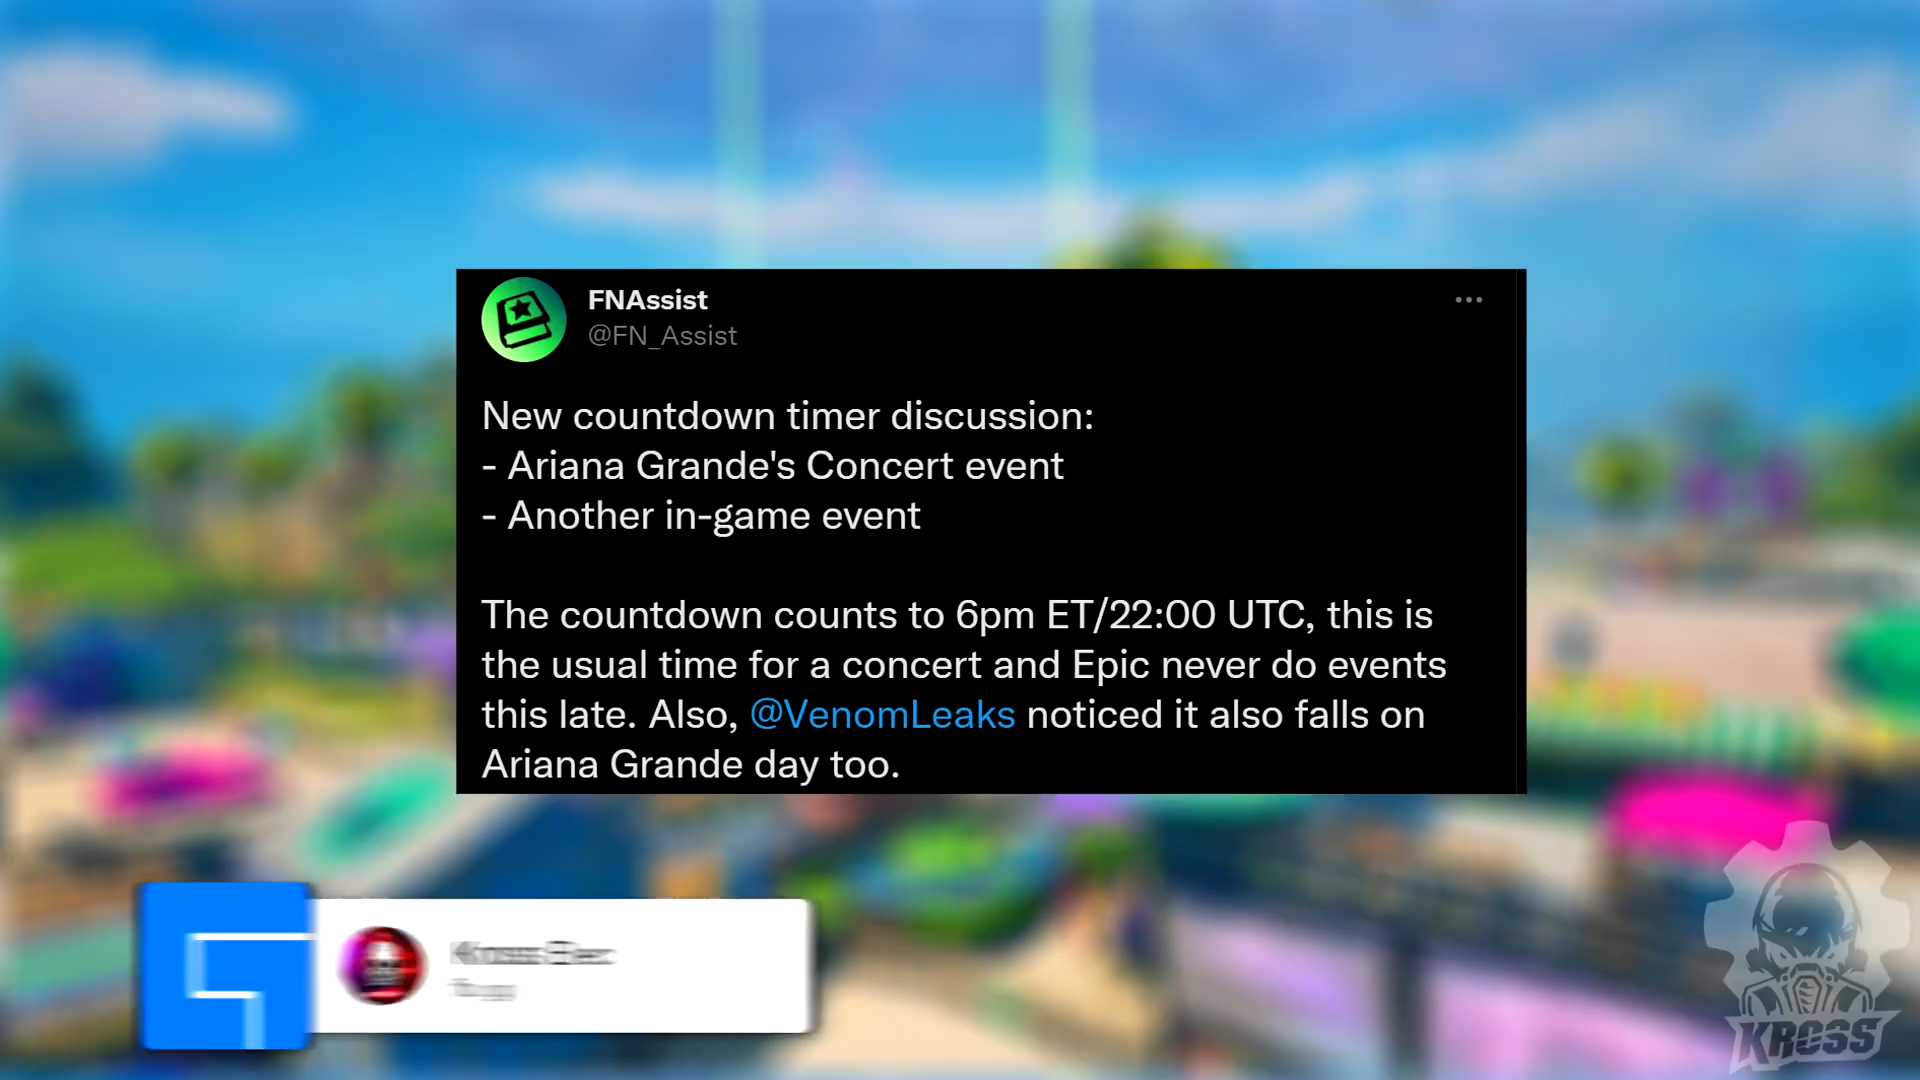 FNAssist
@FN_Assist
New countdown timer discussion:
- Ariana Grande's Concert event
- Another in-game event
The countdown counts to 6pm ET/22:00 UTC, this is
the usual time for a concert and Epic never do events
this late. Also, @VenomLeaks noticed it also falls on
Ariana Grande day too.
KROSS